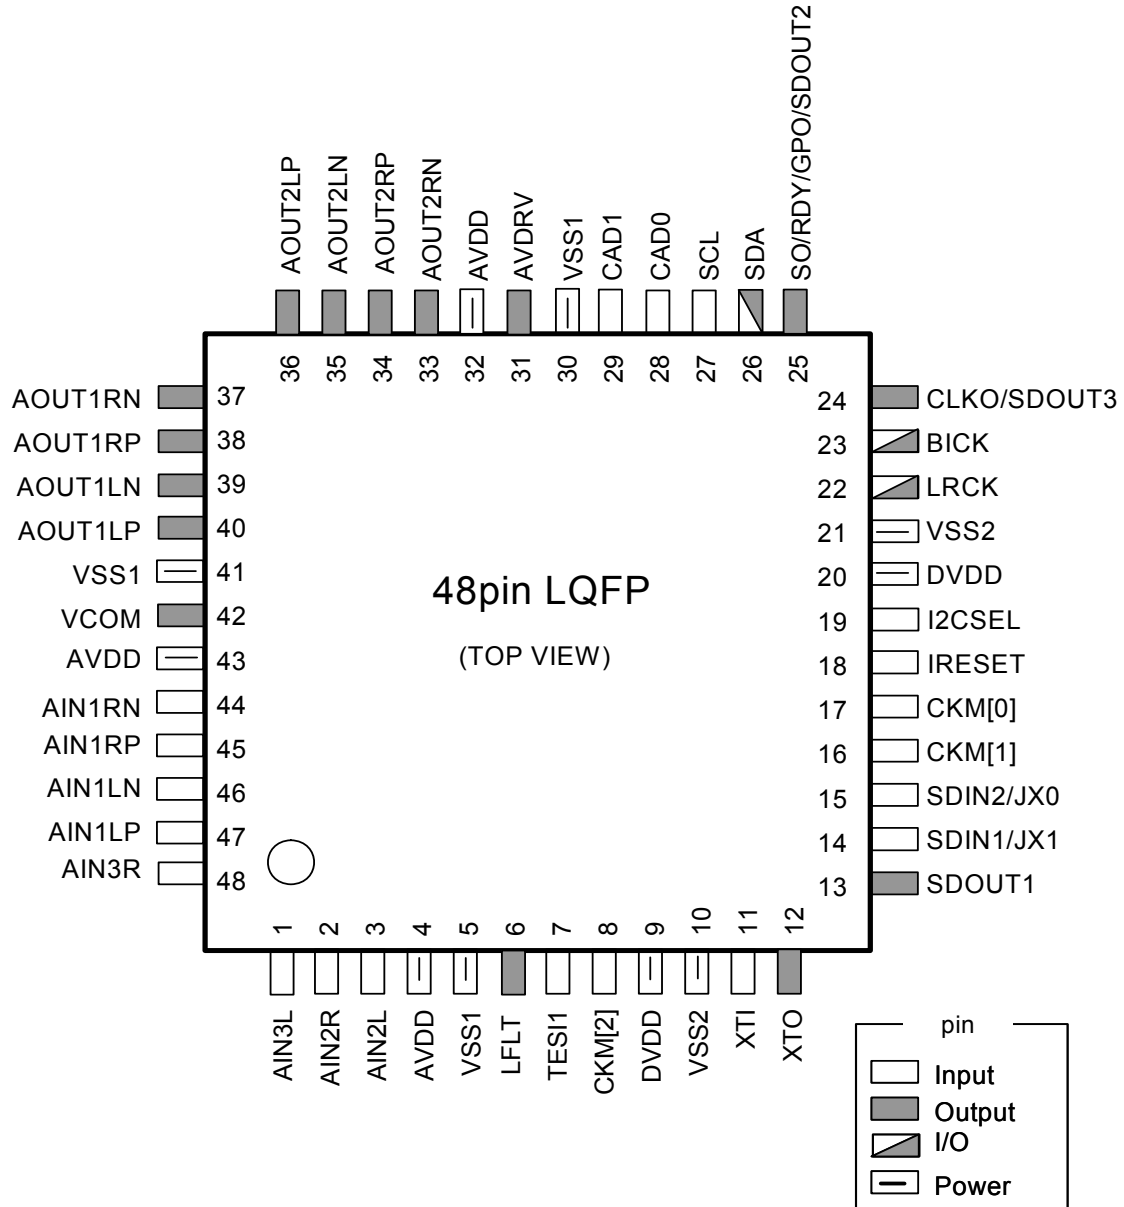 AOUT2LP
AOUT2LN
AOUT2RP
AOUT2RN
AVDD
AVDRV
VSS1
CAD1
CAD0
SCL
SDA
SO/RDY/GPO/SDOUT2
36
35
34
33
32
31
30
29
28
27
26
25
AOUT1RN 37
AOUT1RP 38
AOUT1LN 39
AOUT1LP 40
VSS1 41
VCOM 42
AVDD 43
AIN1RN 44
AIN1RP 45
AIN1LN 46
AIN1LP 47
AIN3R 48
48pin LQFP
(TOP VIEW)
24 CLKO/SDOUT3
23 BICK
22 LRCK
21 VSS2
20 DVDD
19 I2CSEL
18 IRESET
17 CKM[0]
16 CKM[1]
15 SDIN2/JX0
14 SDIN1/JX1
13 SDOUT1
1
2
3
4
5
6
7
8
9
10
11
12
AIN3L
AIN2R
AIN2L
AVDD
VSS1
LFLT
TESI1
CKM[2]
DVDD
VSS2
XTI
XTO
pin
Input
Output
I/O
Power